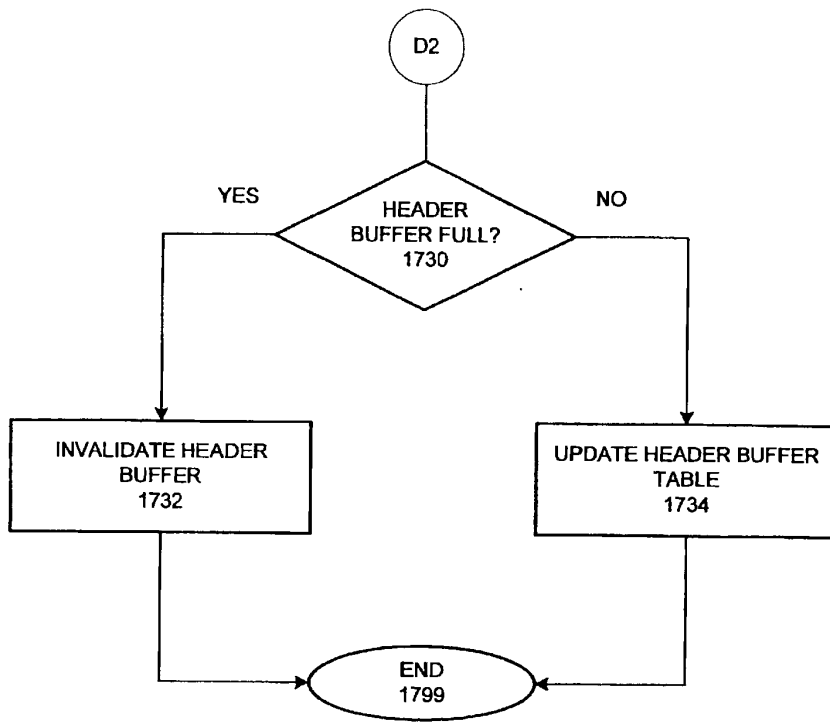 D2
YES
NO
HEADER
BUFFER FULL?
1730
INVALIDATE HEADER
BUFFER
1732
UPDATE HEADER BUFFER
TABLE
1734
END
1799